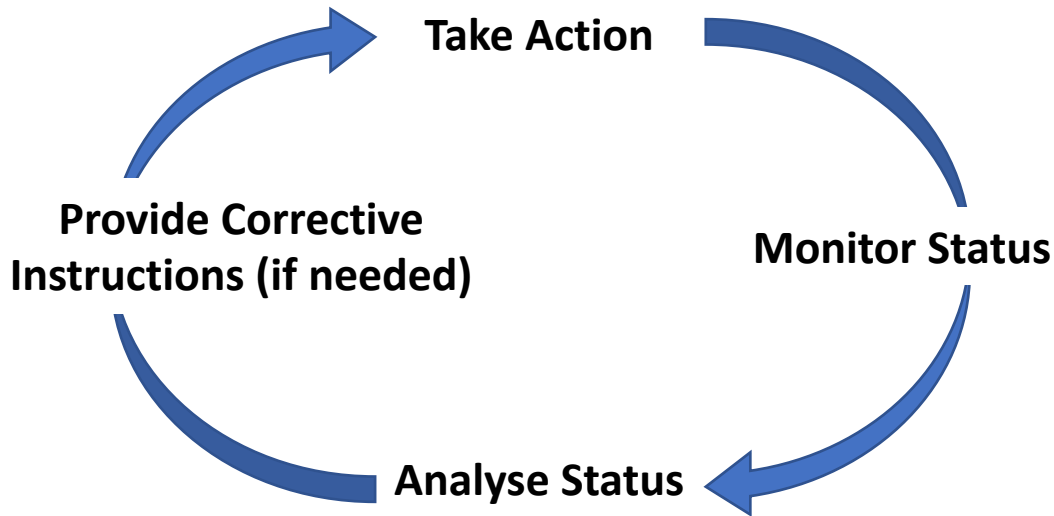 Take Action
Monitor Status
Analyse Status
Provide Corrective
Instructions (if needed)